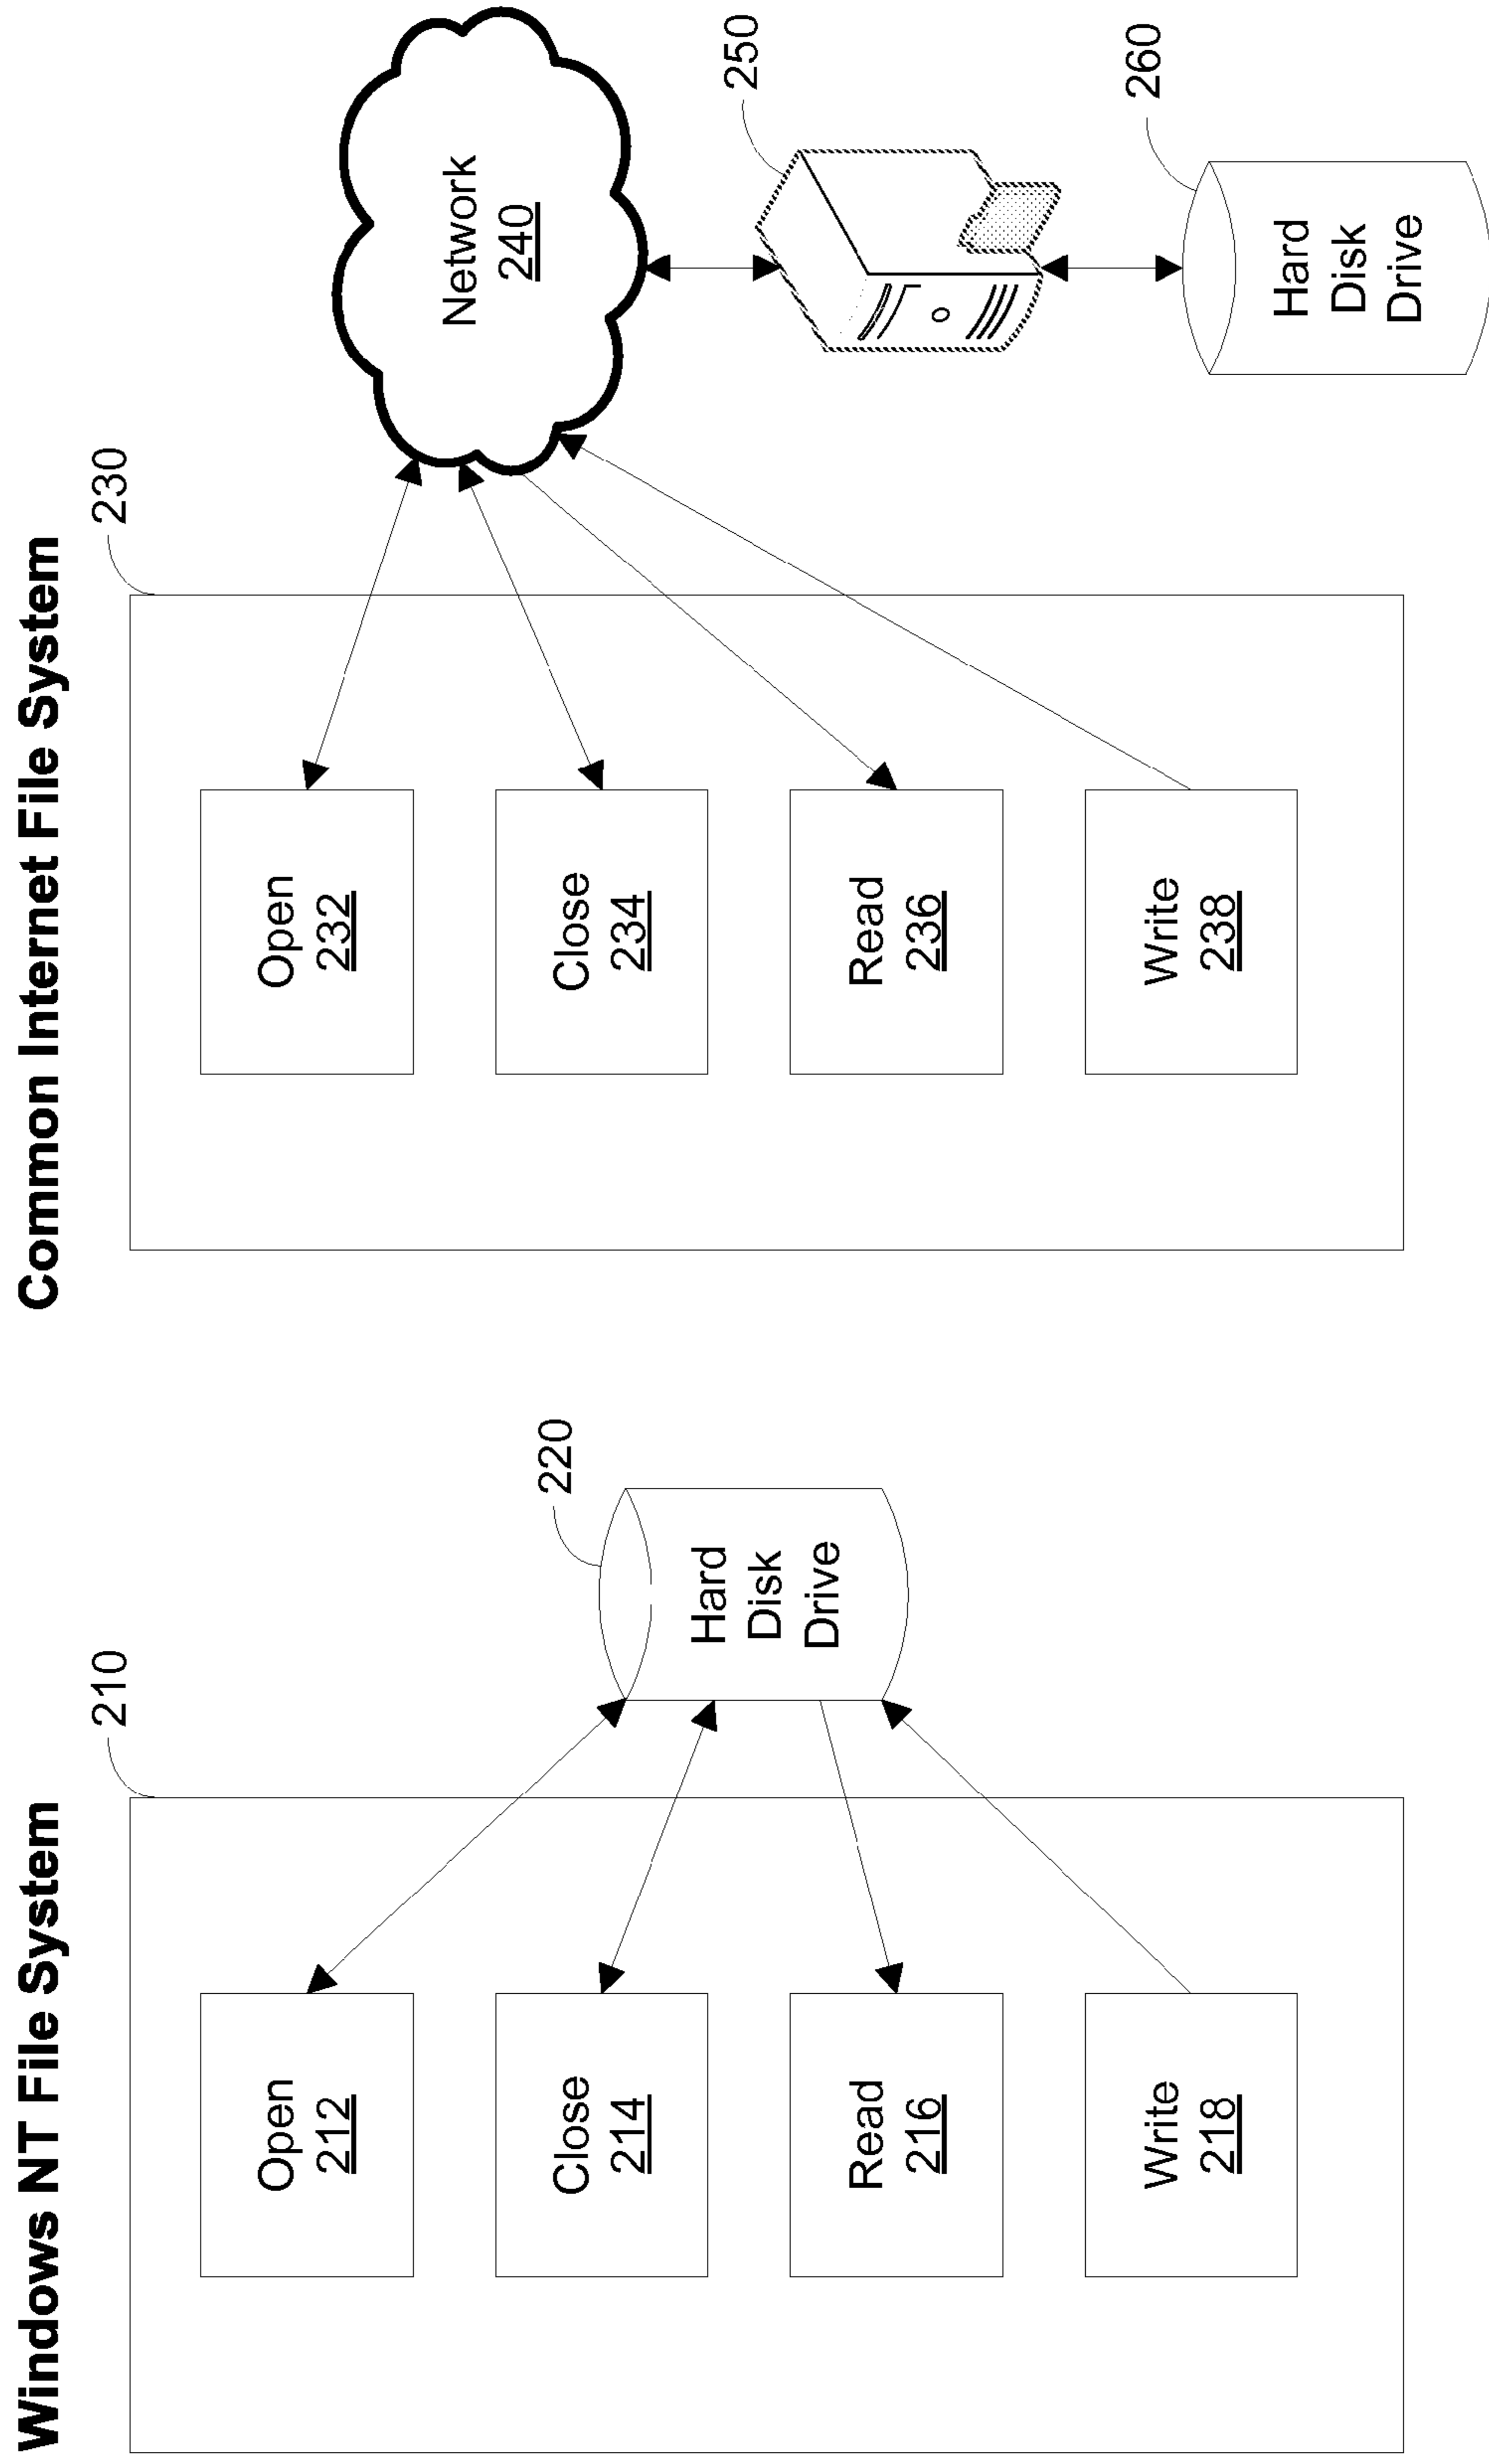 Windows NT File System
210
Open
212
Close
214
Read
216
Write
218
220
Hard
Disk
Drive
Common Internet File System
230
Open
232
Close
234
Read
236
Write
238
Network
240
250
260
Hard
Disk
Drive